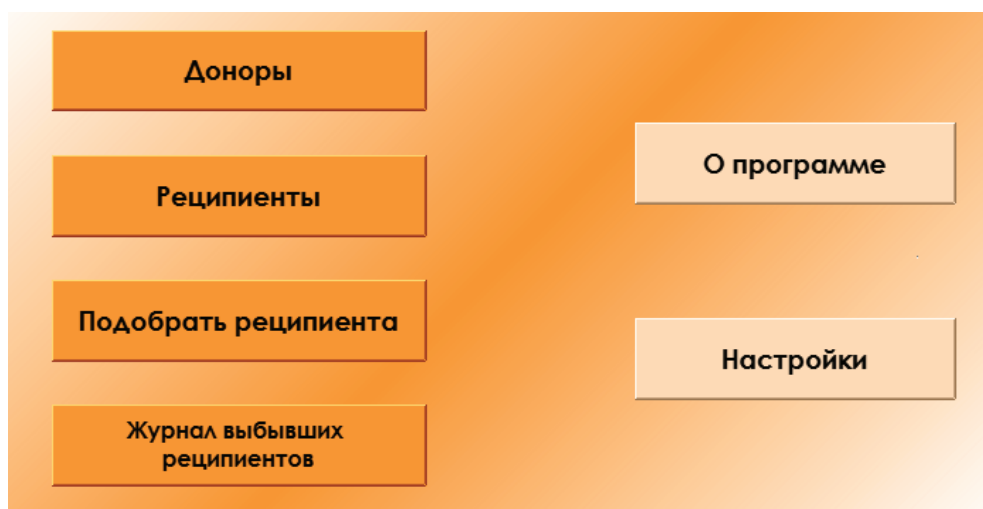 Доноры
Реципиенты
Подобрать реципиента
Журнал выбывших
реципиентов
О программе
Настройки